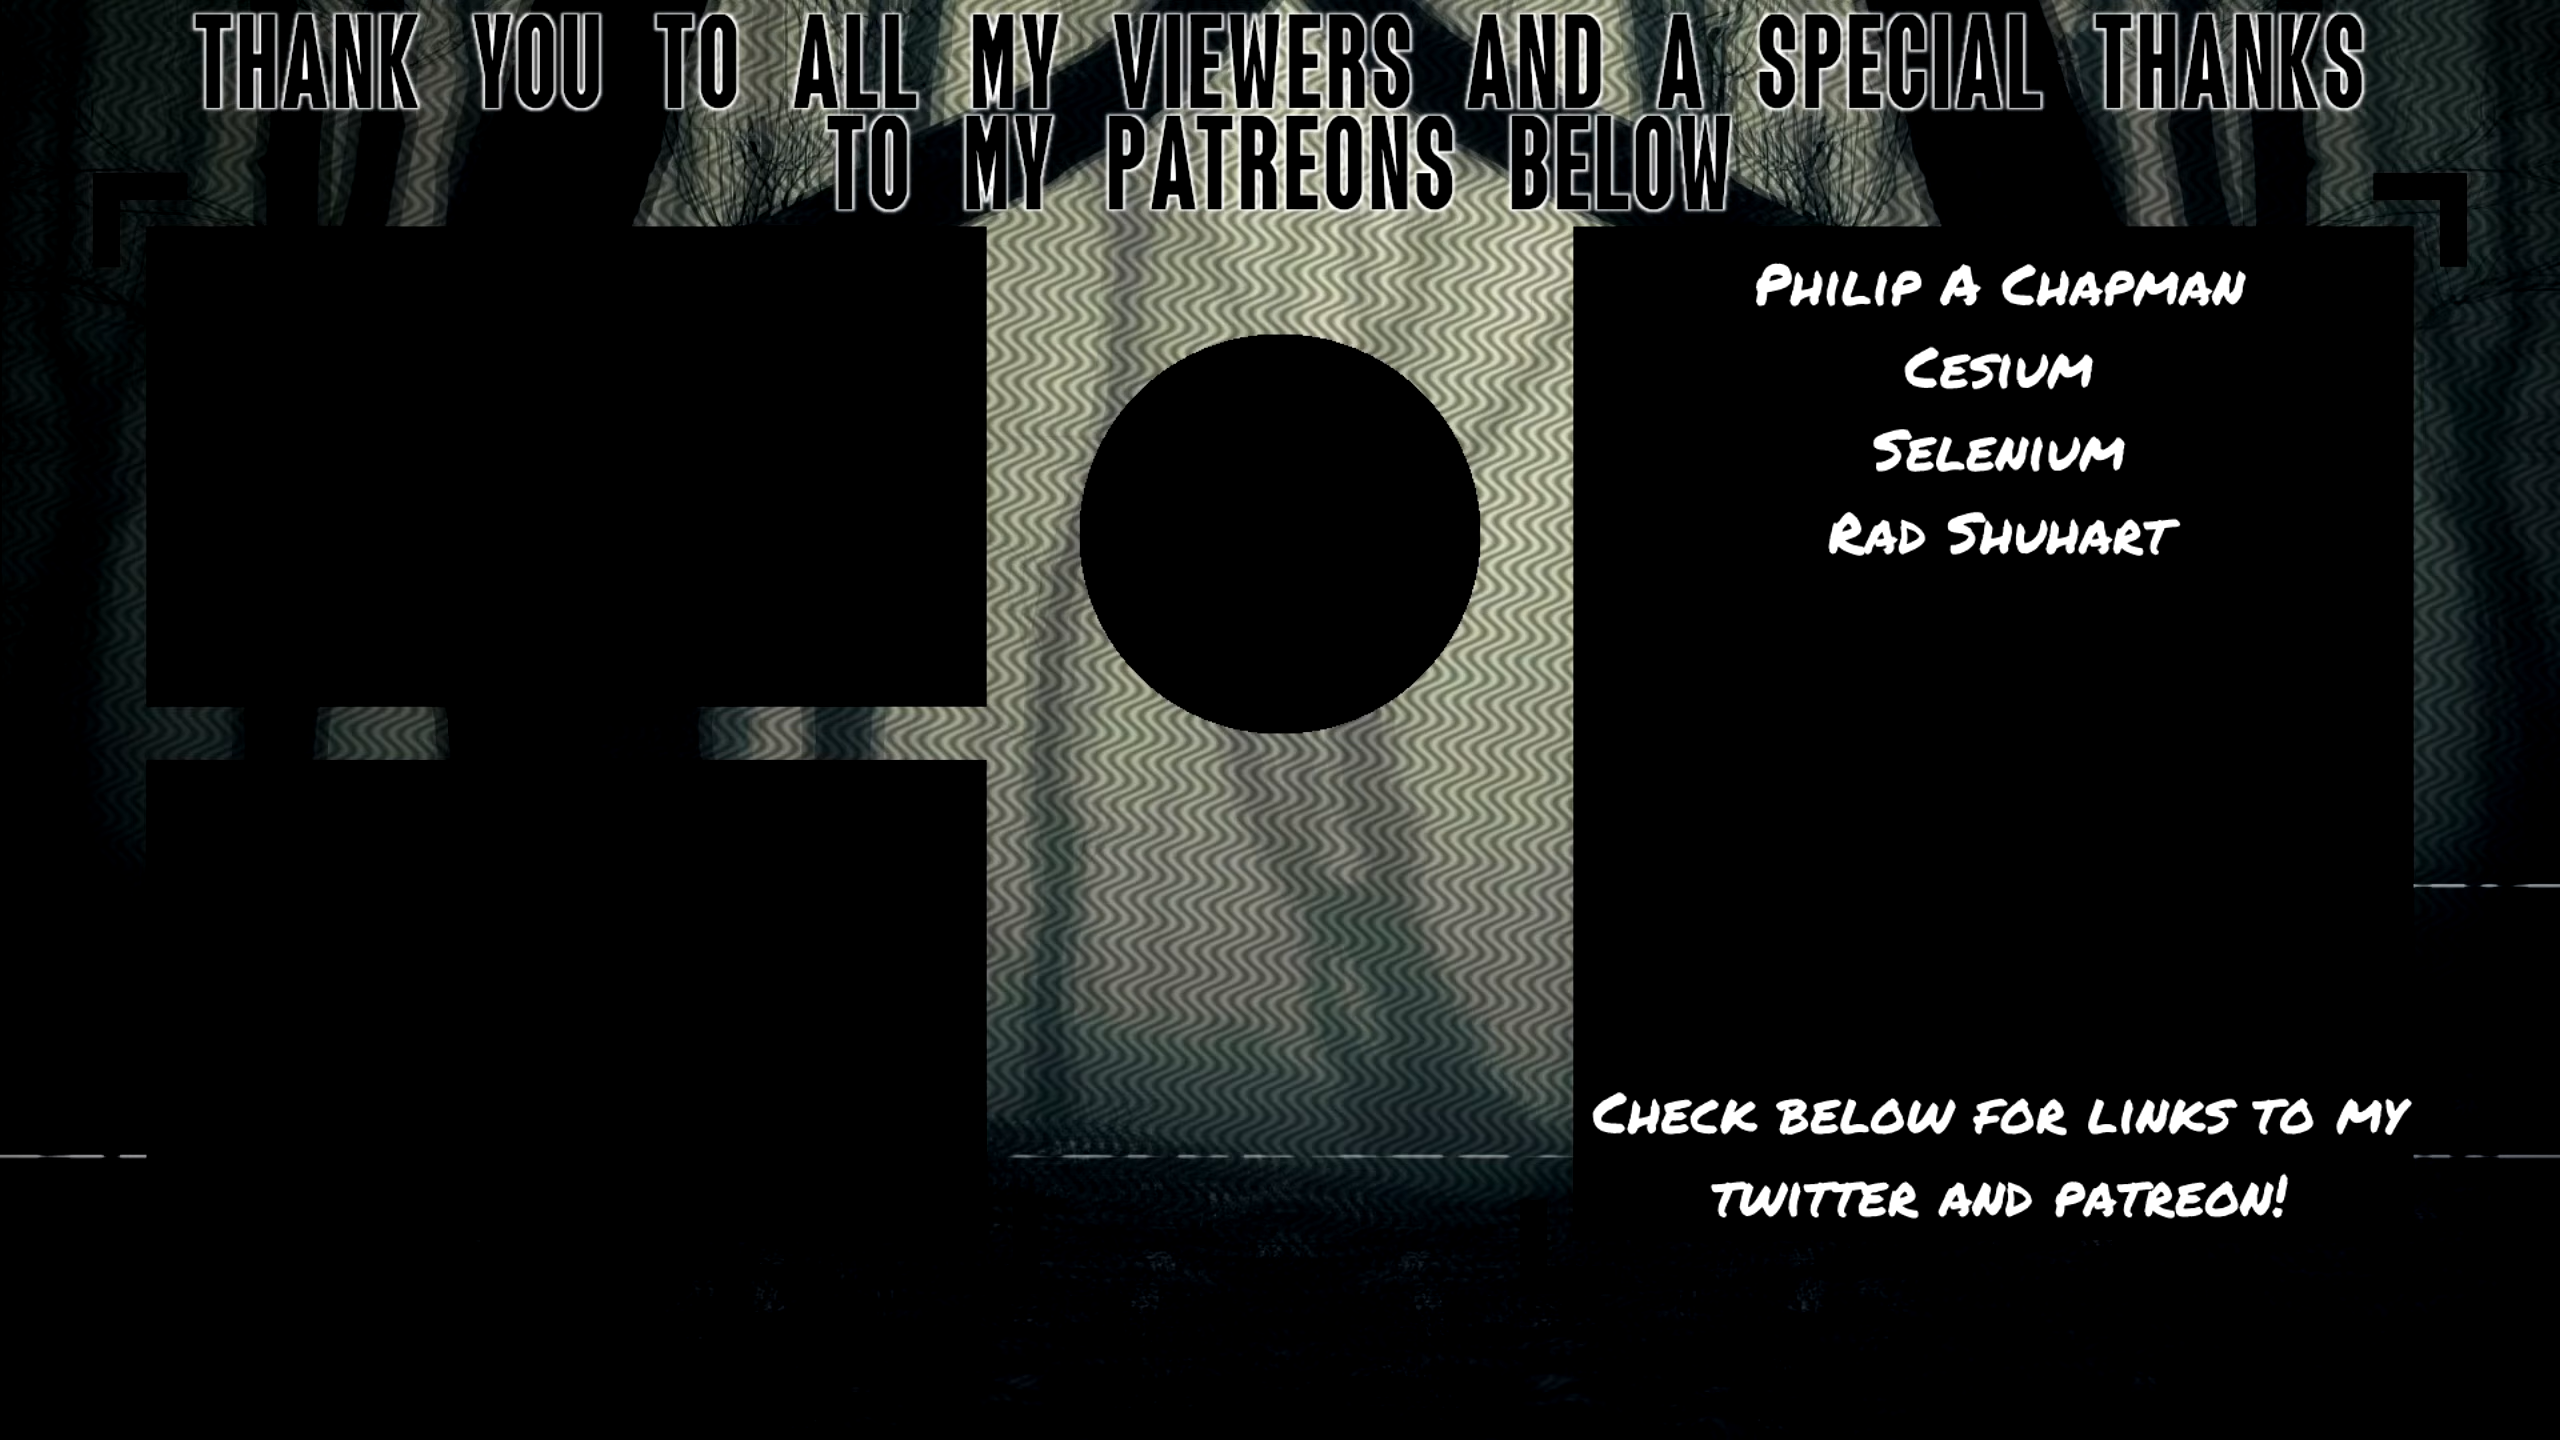 THANK YOU TO ALL MY VIEWERS AND A SPECIAL THANKS
TO MY PATREONS BELOW
Philip A Chapman
Cesium
Selenium
Rad Shuhart
Check below for links to my
twitter and patreon!